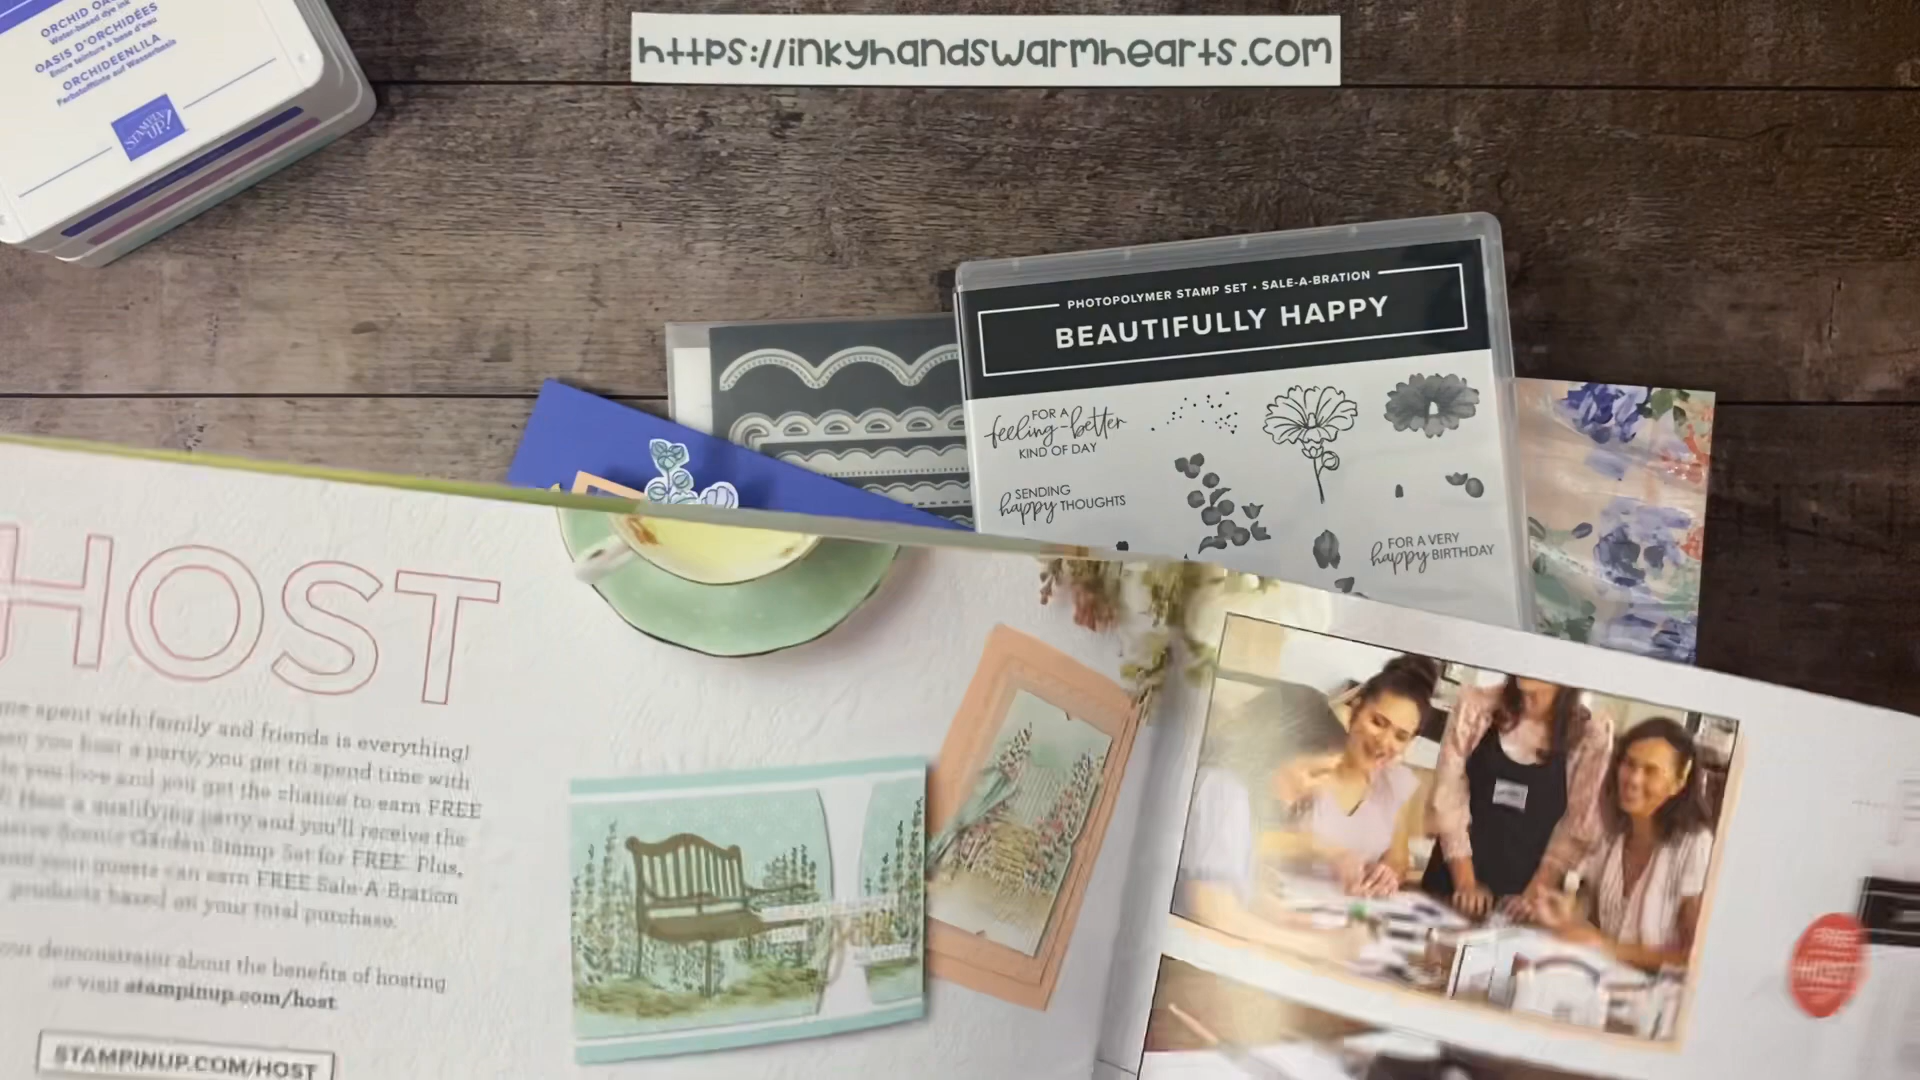 https://inkyhandswarmhearts.com
ORCHID OA
Water-based dye ink
OASIS D'ORCHIDÉES
Encre teinture à base d'eau
ORCHIDEENLILA
Farbstofftinte auf Wasserbasis
STAMPIN' UP!
PHOTOPOLYMER STAMP SET • SALE-A-BRATION
BEAUTIFULLY HAPPY
FOR A
feeling-better
KIND OF DAY
SENDING
happy THOUGHTS
FOR A VERY
happy BIRTHDAY
HOST
me spent with family and friends is everything!
you host a party, you get to spend time with
you love and you get the chance to earn FREE
Host a qualifying party and you'll receive the
Scenic Garden Stamp Set for FREE. Plus,
and your guests can earn FREE Sale-A-Bration
products based on your total purchase.
your demonstrator about the benefits of hosting
or visit stampinup.com/host.
STAMPINUP.COM/HOST